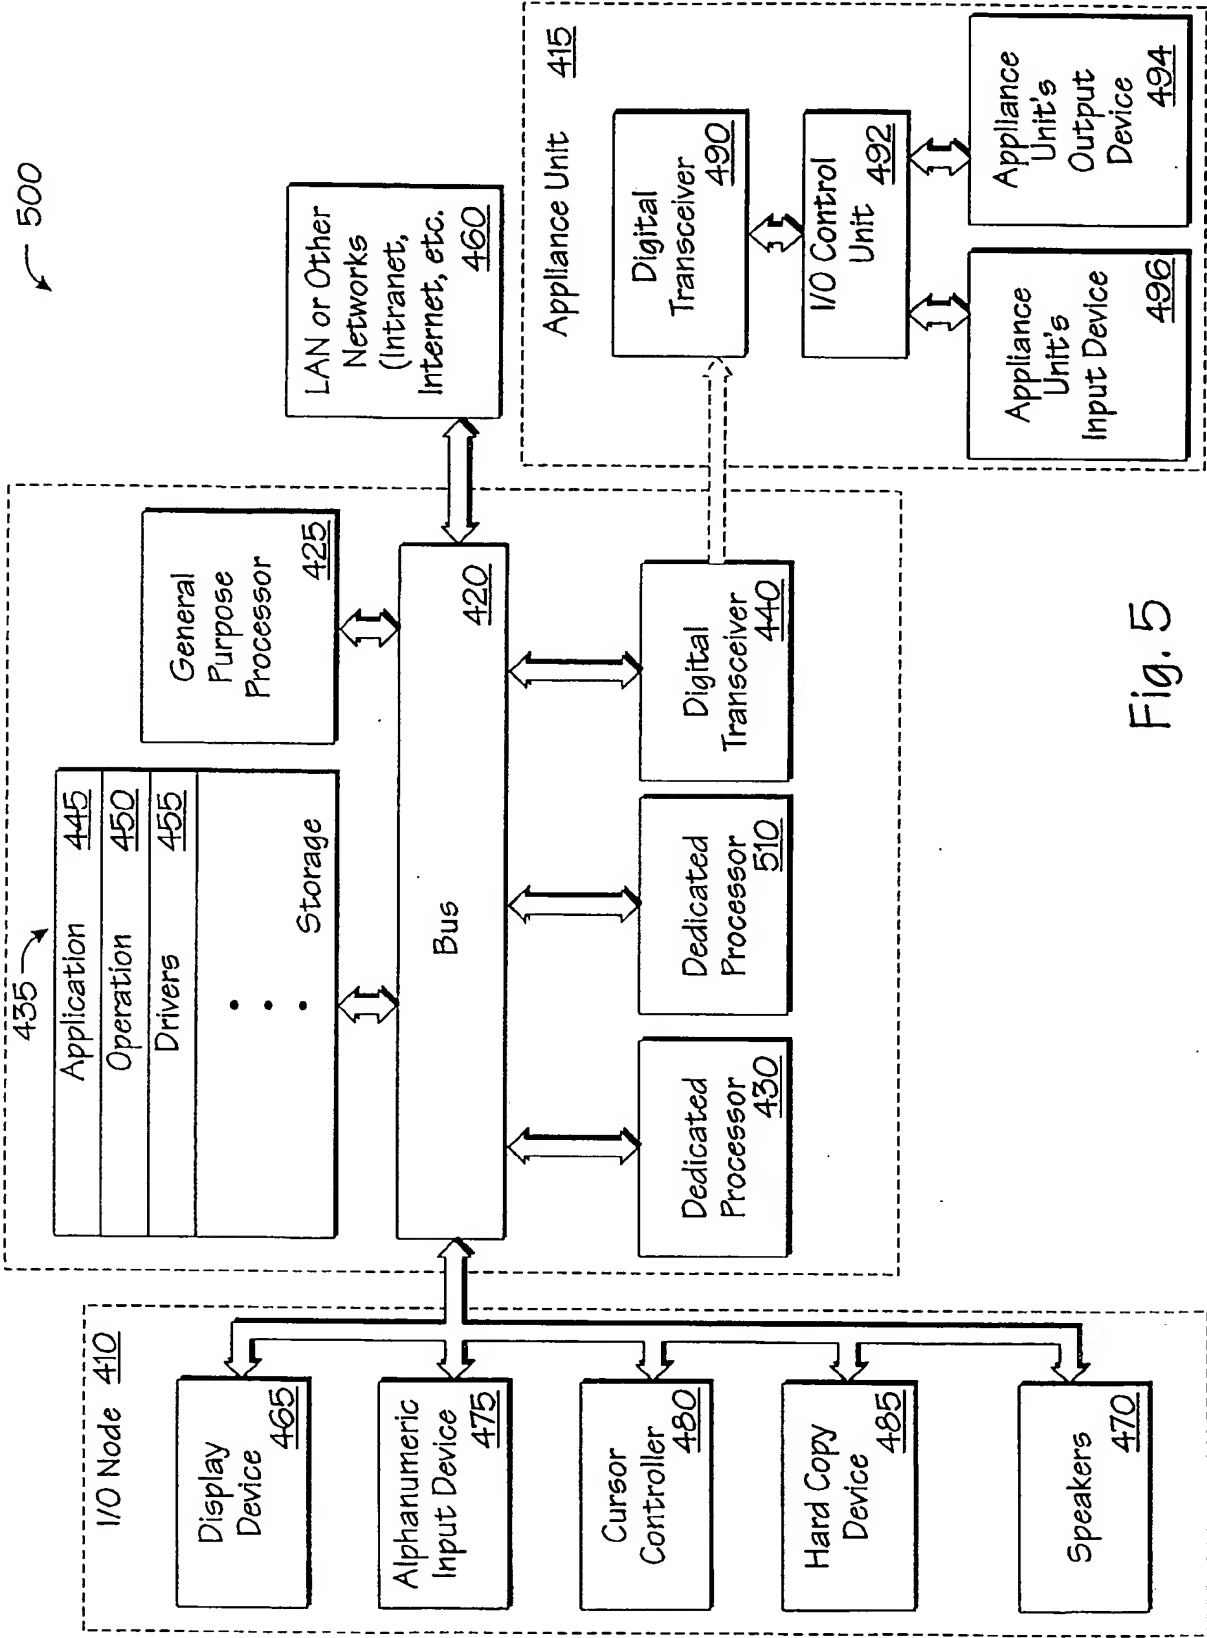 500
435
Application 445
Operation 450
Drivers 455
Storage
General
Purpose
Processor
425
LAN or Other
Networks
(Intranet,
Internet, etc.
460
I/O Node 410
Display
Device
465
Alphanumeric
Input Device
475
Cursor
Controller
480
Hard Copy
Device
485
Speakers
470
Bus
420
Dedicated
Processor
430
Dedicated
Processor
510
Digital
Transceiver
440
Appliance Unit 415
Digital
Transceiver
490
I/O Control
Unit
492
Appliance
Unit's
Input Device
496
Appliance
Unit's
Output
Device
494
Fig. 5